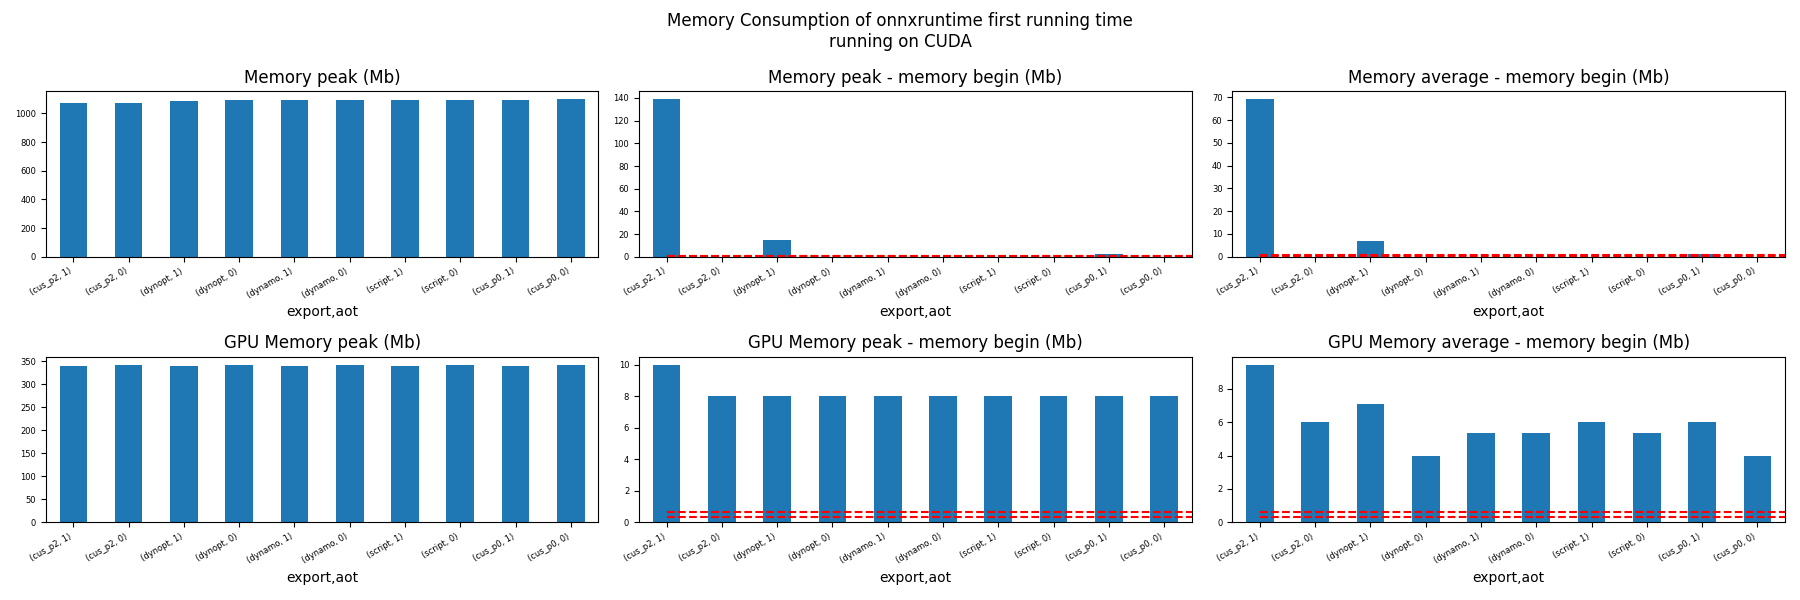 Memory Consumption of onnxruntime first running time
running on CUDA
Memory peak (Mb)
1000
800
600
400
200
0
(cus_p2, 1)
(cus_p2, 0)
(dynopt, 1)
(dynopt, 0)
(dynamo, 1)
(dynamo, 0)
(script, 1)
(script, 0)
(cus_p0, 1)
(cus_p0, 0)
export,aot
Memory peak - memory begin (Mb)
140
120
100
80
60
40
20
0
(cus_p2, 1)
(cus_p2, 0)
(dynopt, 1)
(dynopt, 0)
(dynamo, 1)
(dynamo, 0)
(script, 1)
(script, 0)
(cus_p0, 1)
(cus_p0, 0)
export,aot
Memory average - memory begin (Mb)
70
60
50
40
30
20
10
0
(cus_p2, 1)
(cus_p2, 0)
(dynopt, 1)
(dynopt, 0)
(dynamo, 1)
(dynamo, 0)
(script, 1)
(script, 0)
(cus_p0, 1)
(cus_p0, 0)
export,aot
GPU Memory peak (Mb)
350
300
250
200
150
100
50
0
(cus_p2, 1)
(cus_p2, 0)
(dynopt, 1)
(dynopt, 0)
(dynamo, 1)
(dynamo, 0)
(script, 1)
(script, 0)
(cus_p0, 1)
(cus_p0, 0)
export,aot
GPU Memory peak - memory begin (Mb)
10
8
6
4
2
0
(cus_p2, 1)
(cus_p2, 0)
(dynopt, 1)
(dynopt, 0)
(dynamo, 1)
(dynamo, 0)
(script, 1)
(script, 0)
(cus_p0, 1)
(cus_p0, 0)
export,aot
GPU Memory average - memory begin (Mb)
8
6
4
2
0
(cus_p2, 1)
(cus_p2, 0)
(dynopt, 1)
(dynopt, 0)
(dynamo, 1)
(dynamo, 0)
(script, 1)
(script, 0)
(cus_p0, 1)
(cus_p0, 0)
export,aot